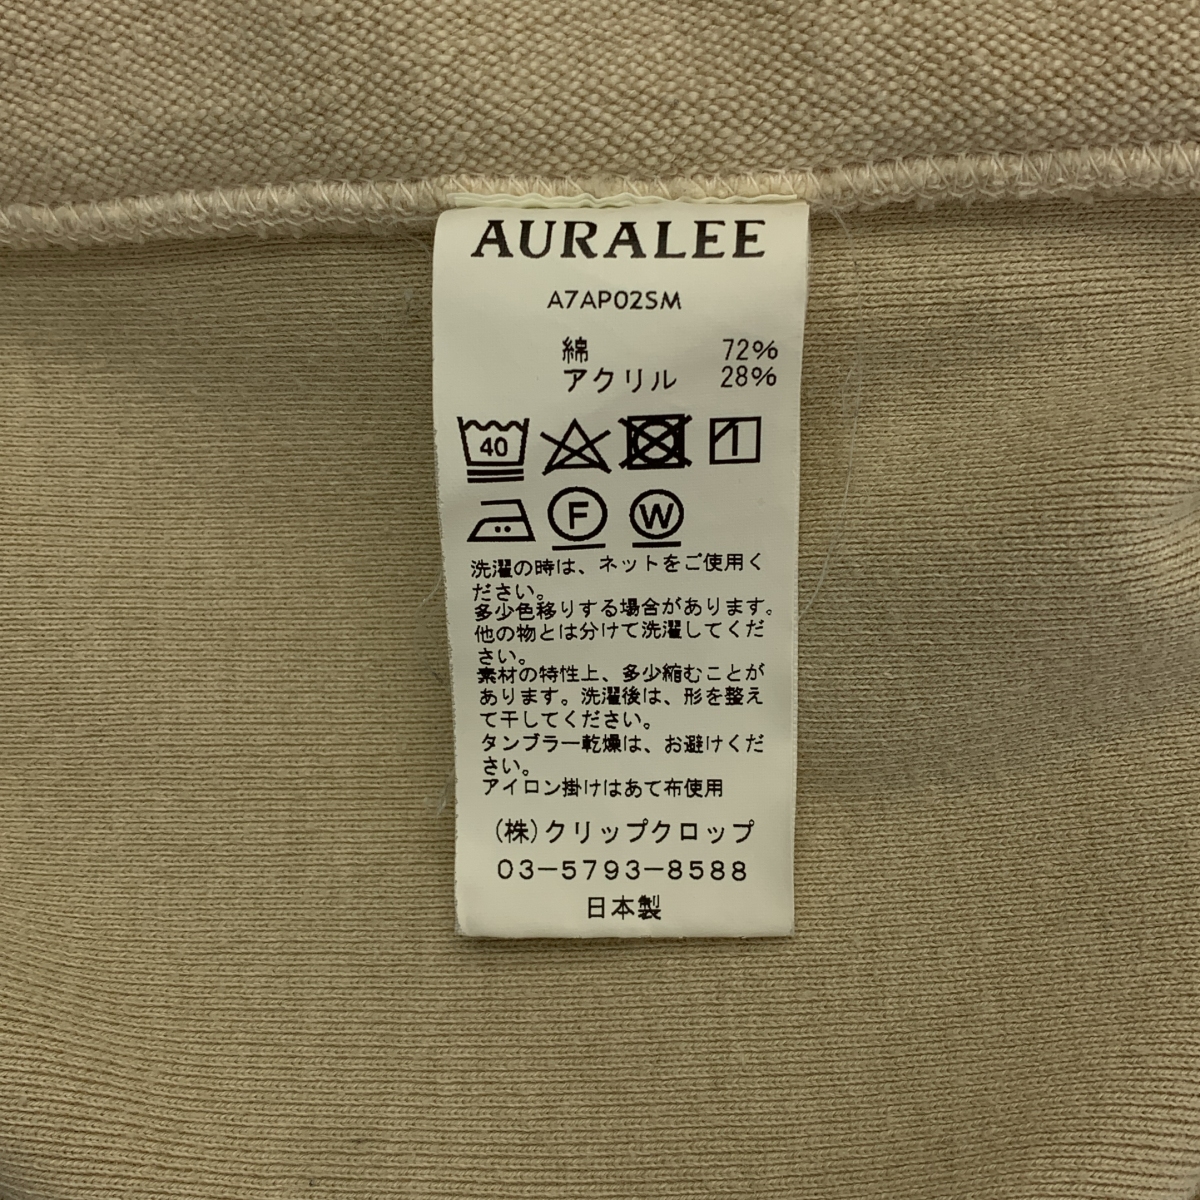 AURALEE
A7AP02SM
綿 72%
アクリル 28%
40
F W
洗濯の時は、ネットをご使用く
ださい。
多少色移りする場合があります。
他の物とは分けて洗濯してくだ
さい。
素材の特性上、多少縮むことが
あります。洗濯後は、形を整え
て干してください。
タンブラー乾燥は、お避けくだ
さい。
アイロン掛けはあて布使用
(株)クリップクロップ
03-5793-8588
日本製